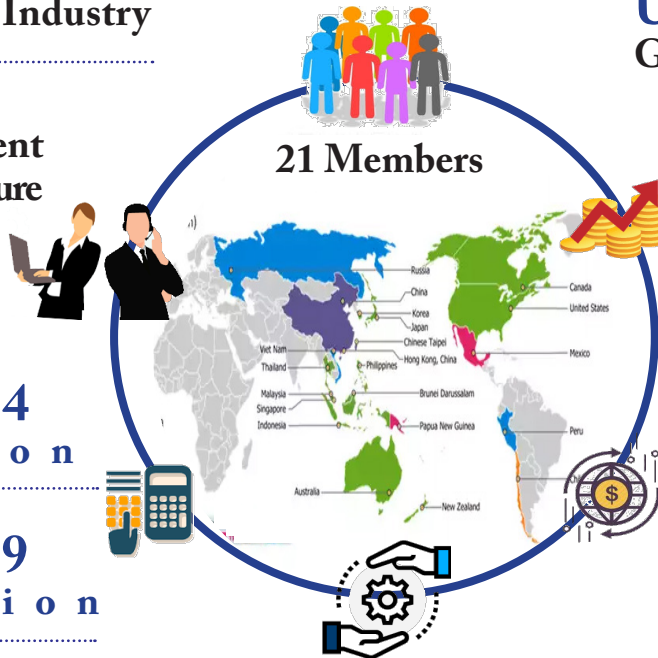 Industry
U
G
21 Members
ent
ure
Russia
China
Canada
United States
Korea
Japan
Chinese Taipei
Viet Nam
Hong Kong, China
Mexico
Thailand
Philippines
Malaysia
Brunei Darussalam
Singapore
Indonesia
Papua New Guinea
Peru
4
o n
Australia
New Zealand
$
9
i o n